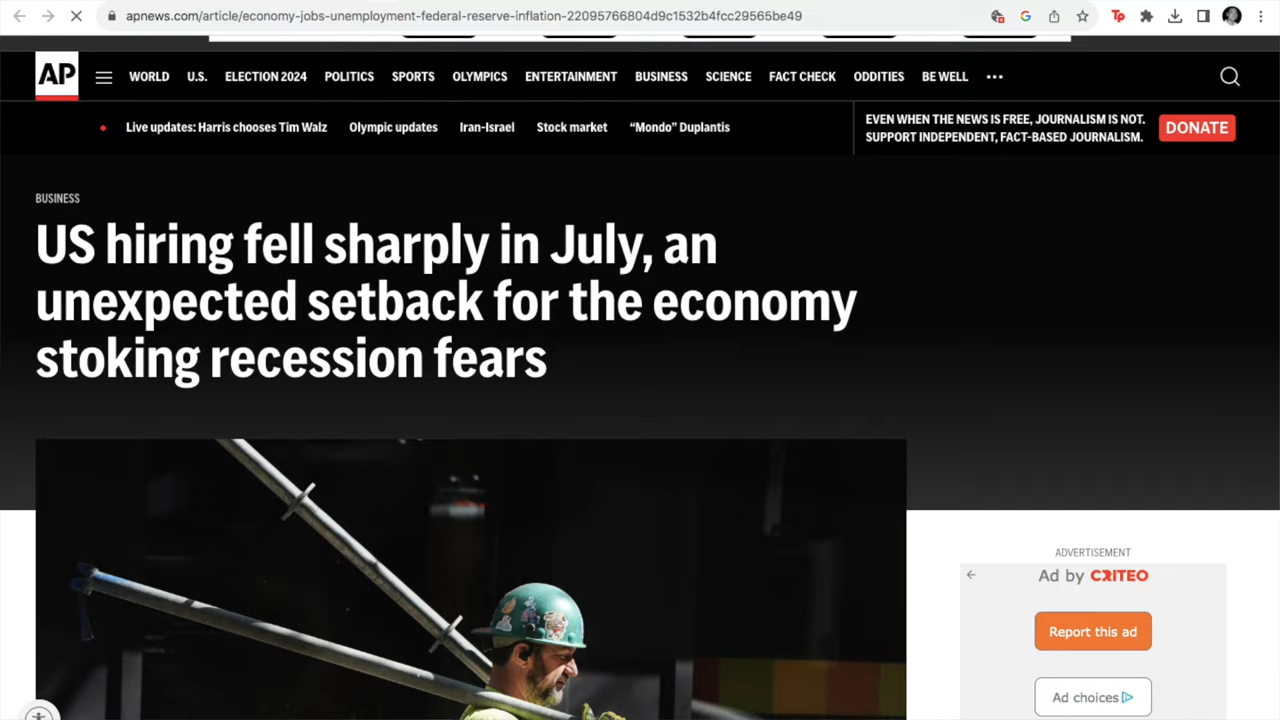 apnews.com/article/economy-jobs-unemployment-federal-reserve-inflation-22095766804d9c1532b4fcc29565be49
AP WORLD U.S. ELECTION 2024 POLITICS SPORTS OLYMPICS ENTERTAINMENT BUSINESS SCIENCE FACT CHECK ODDITIES BE WELL
Live updates: Harris chooses Tim Walz Olympic updates Iran-Israel Stock market “Mondo” Duplantis
EVEN WHEN THE NEWS IS FREE, JOURNALISM IS NOT.
SUPPORT INDEPENDENT, FACT-BASED JOURNALISM.
DONATE
BUSINESS
US hiring fell sharply in July, an
unexpected setback for the economy
stoking recession fears
ADVERTISEMENT
Ad by CRITEO
Report this ad
Ad choices